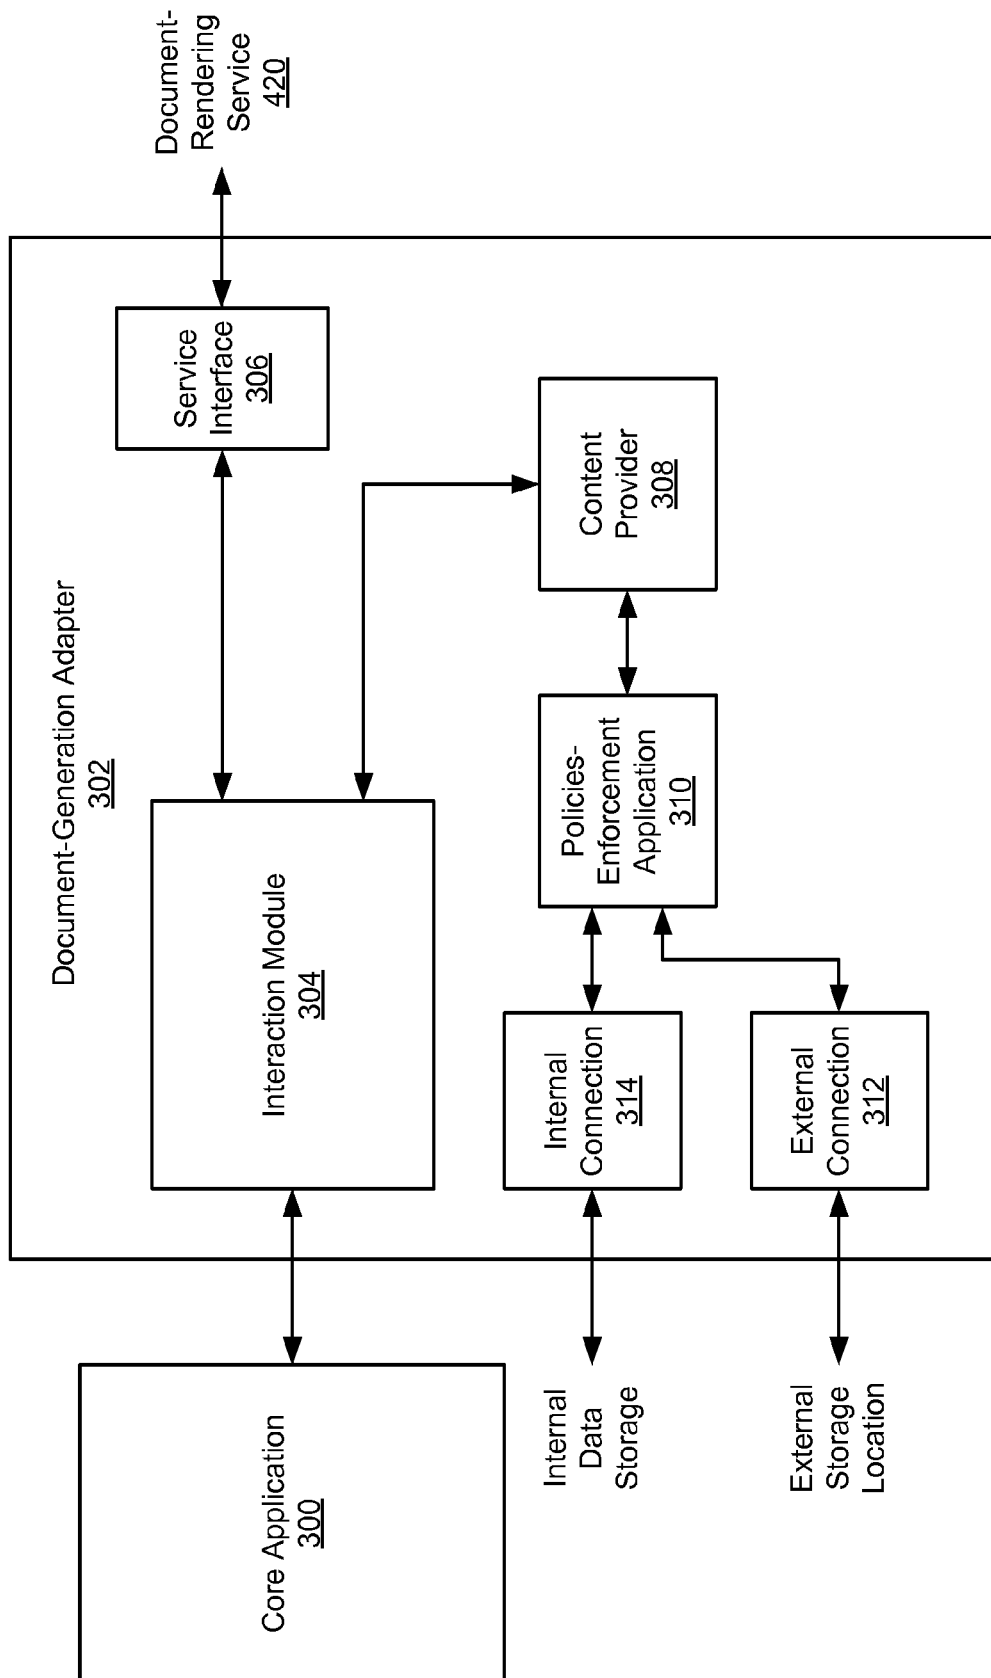 Document-Generation Adapter
302
Core Application
300
Interaction Module
304
Service
Interface
306
Document-
Rendering
Service
420
Internal
Data
Storage
Internal
Connection
314
Policies-
Enforcement
Application
310
Content
Provider
308
External
Storage
Location
External
Connection
312